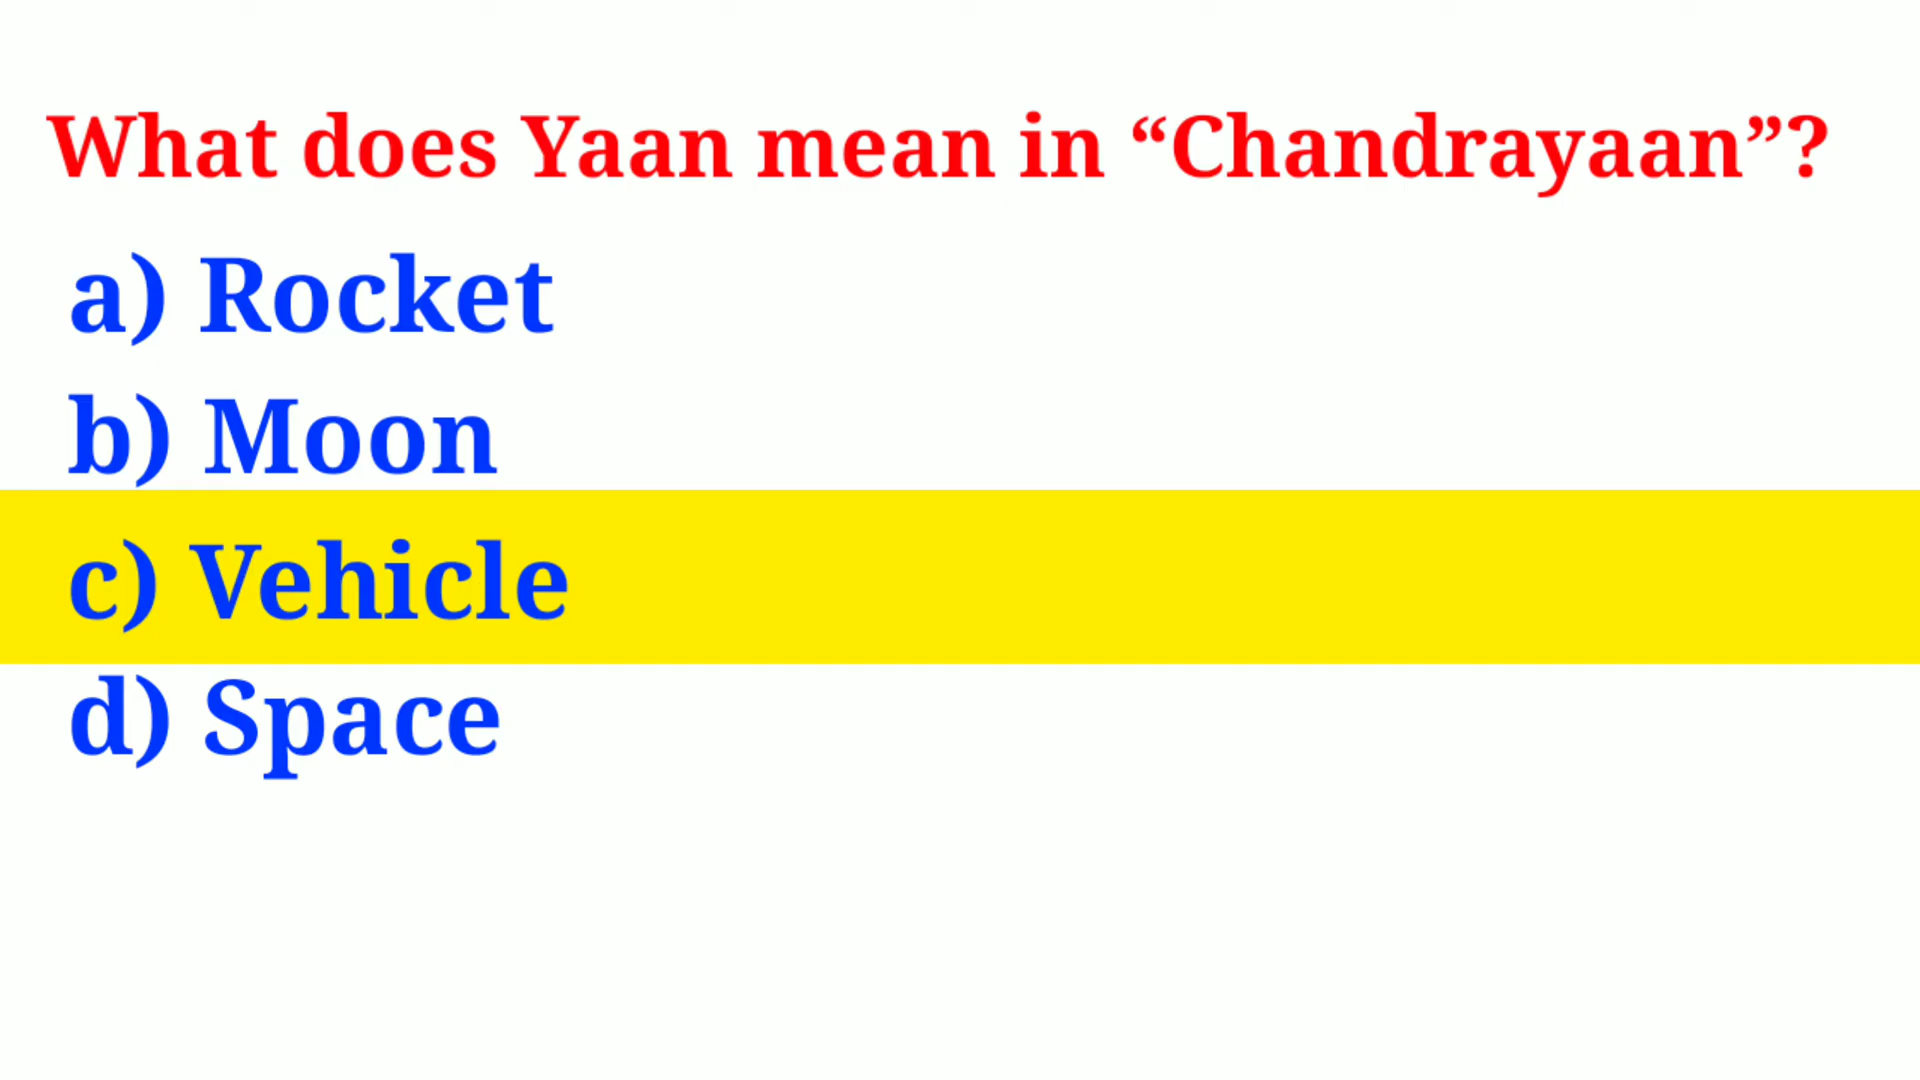 What does Yaan mean in “Chandrayaan”?
a) Rocket
b) Moon
c) Vehicle
d) Space